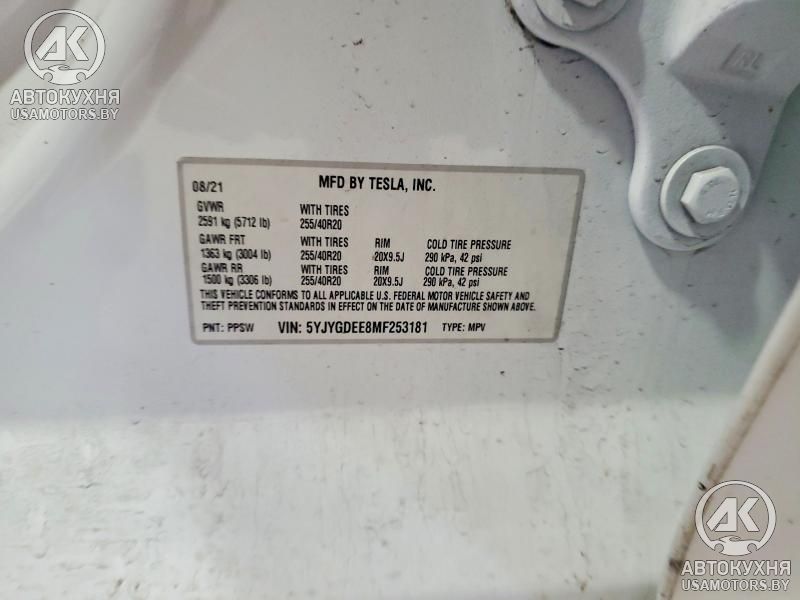 AK
АВТОКУХНЯ
USAMOTORS.BY
RL
08/21 MFD BY TESLA, INC.
GVWR WITH TIRES
2591 kg (5712 lb) 255/40R20
GAWR FRT WITH TIRES RIM COLD TIRE PRESSURE
1363 kg (3004 lb) 255/40R20 20X9.5J 290 kPa, 42 psi
GAWR RR WITH TIRES RIM COLD TIRE PRESSURE
1500 kg (3306 lb) 255/40R20 20X9.5J 290 kPa, 42 psi
THIS VEHICLE CONFORMS TO ALL APPLICABLE U.S. FEDERAL MOTOR VEHICLE SAFETY AND
THEFT PREVENTION STANDARDS IN EFFECT ON THE DATE OF MANUFACTURE SHOWN ABOVE.
PNT: PPSW VIN: 5YJYGDEE8MF253181 TYPE: MPV
AK
АВТОКУХНЯ
USAMOTORS.BY